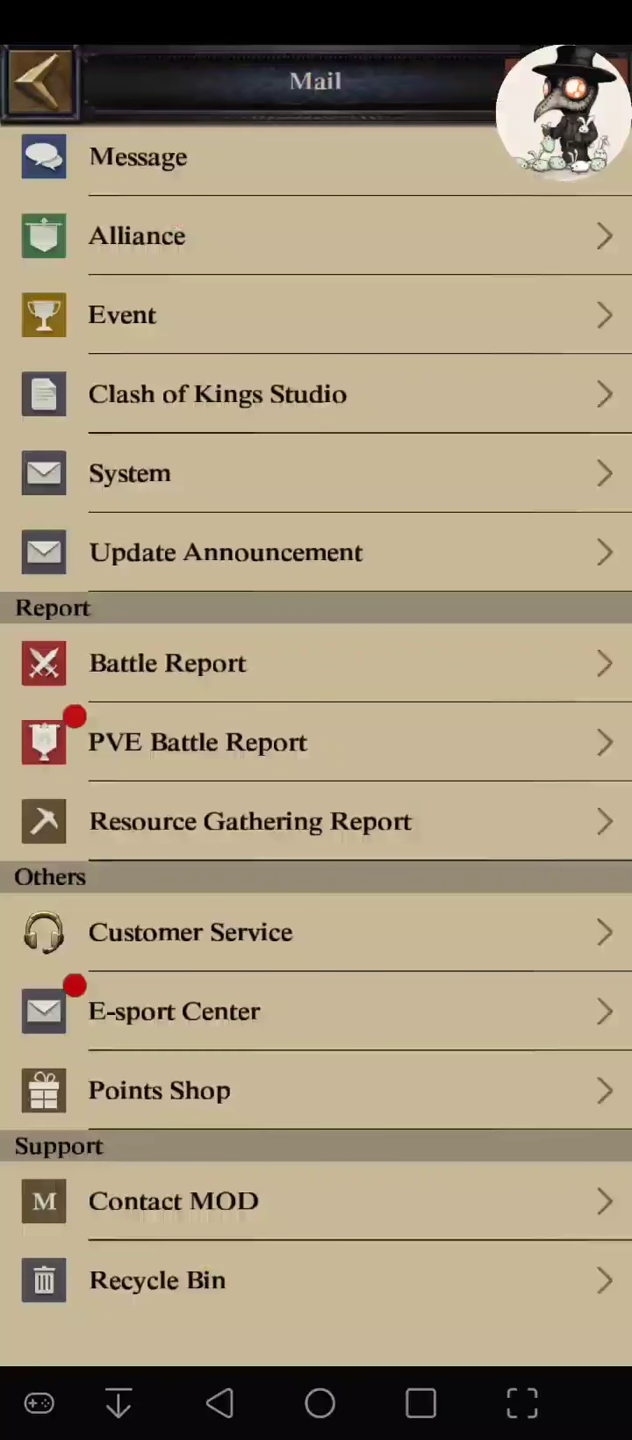 Mail
Message
Alliance
Event
Clash of Kings Studio
System
Update Announcement
Report
Battle Report
PVE Battle Report
Resource Gathering Report
Others
Customer Service
E-sport Center
Points Shop
Support
M Contact MOD
Recycle Bin